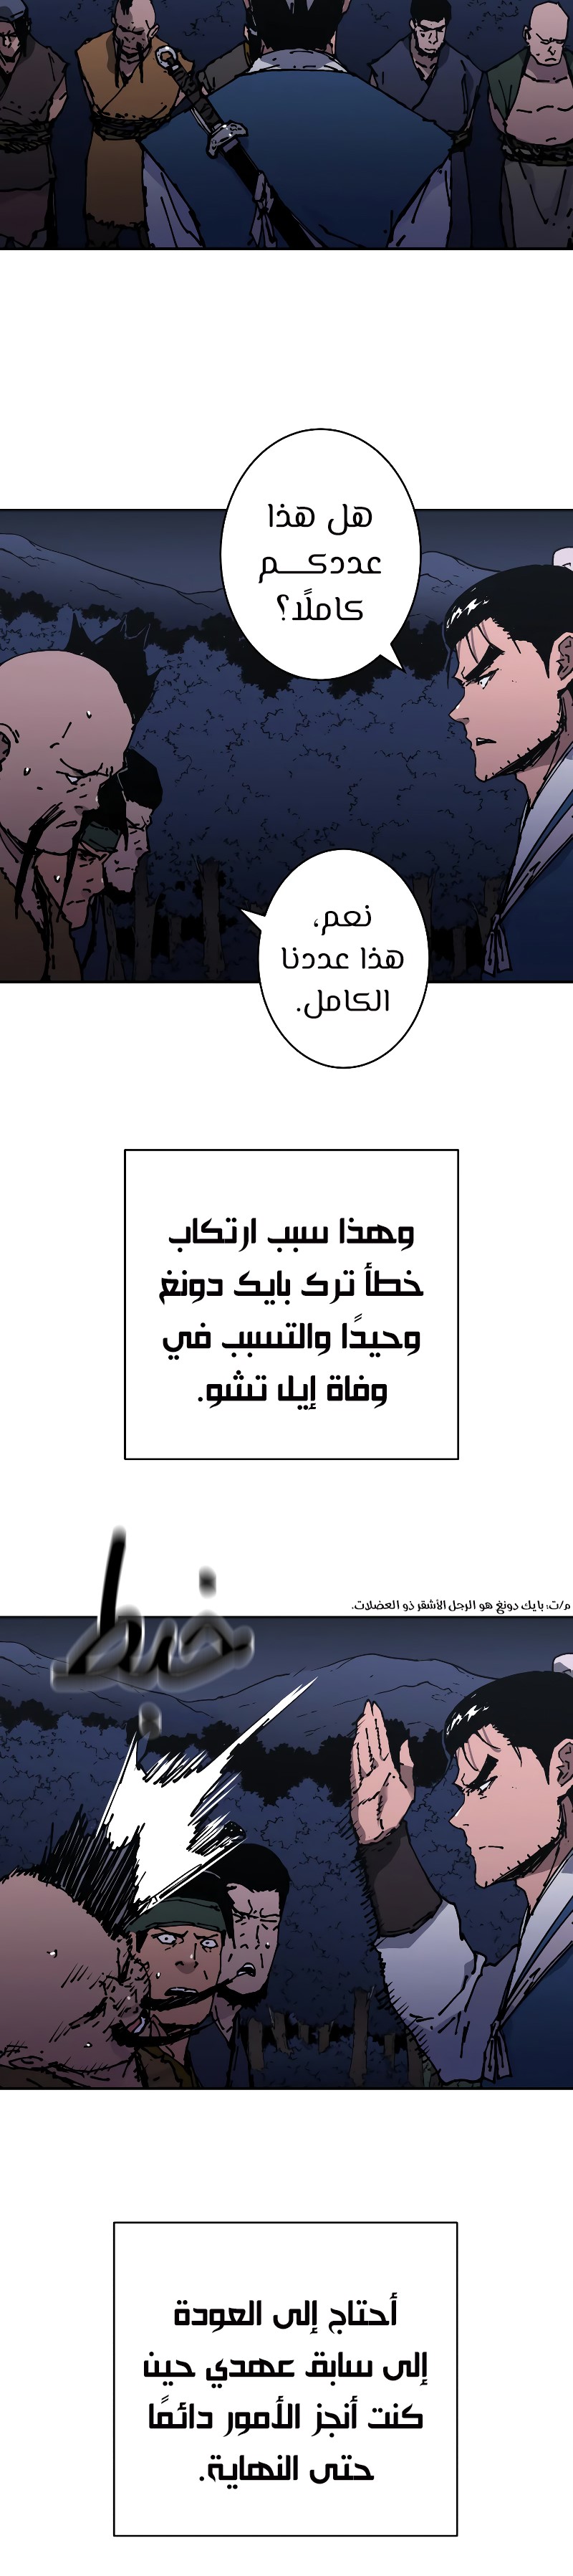 هل هذا
عددكـــم
كاملًا؟
نعم،
هذا عددنا
الكامل.
وهذا سبب ارتكاب
خطأ ترك بايك دونغ
وحيدًا والتسبب في
وفاة إيل تشو.
م/ت: بايك دونغ هو الرجل الأشقر ذو العضلات.
خبط
أحتاج إلى العودة
إلى سابق عهدي حين
كنت أنجز الأمور دائمًا
حتى النهاية.